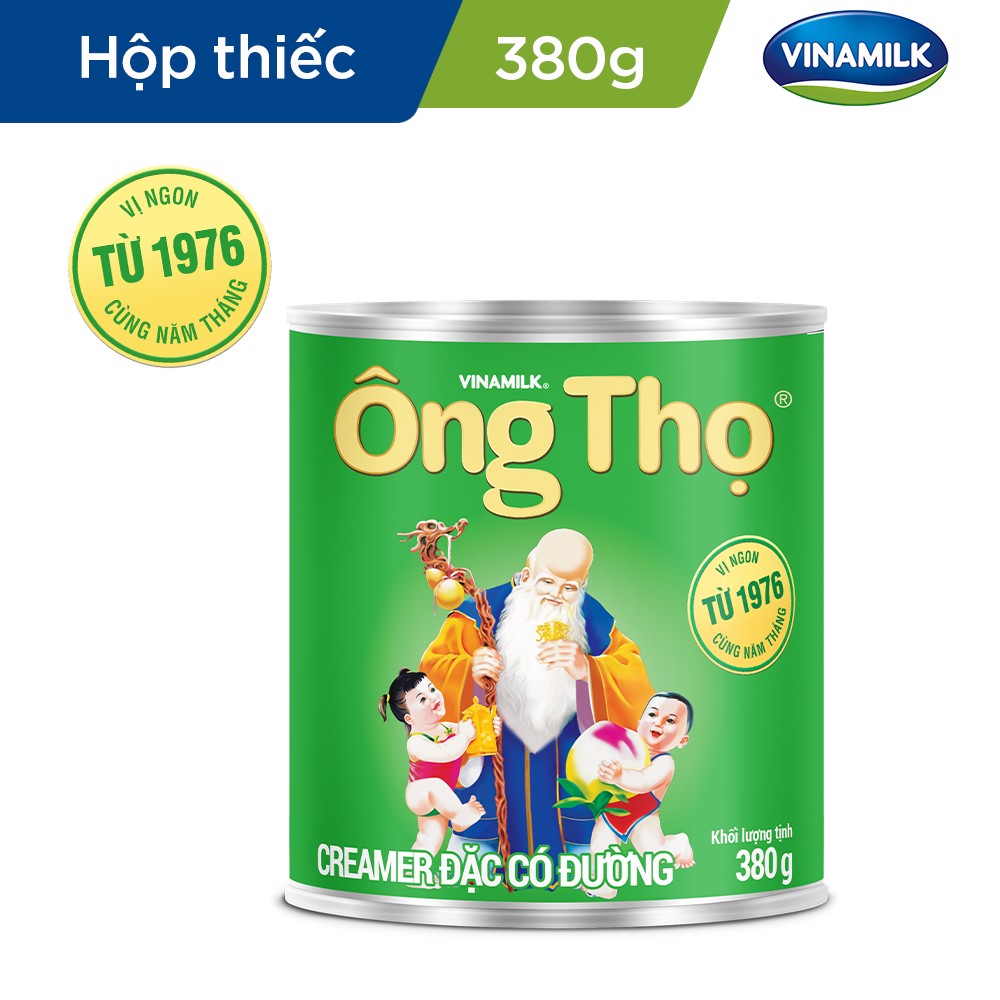 Hộp thiếc
380g
VINAMILK
VỊ NGON
TỪ 1976
CÙNG NĂM THÁNG
VINAMILK®
Ông Thọ®
VỊ NGON
TỪ 1976
CÙNG NĂM THÁNG
Khối lượng tịnh
380 g
CREAMER ĐẶC CÓ ĐƯỜNG